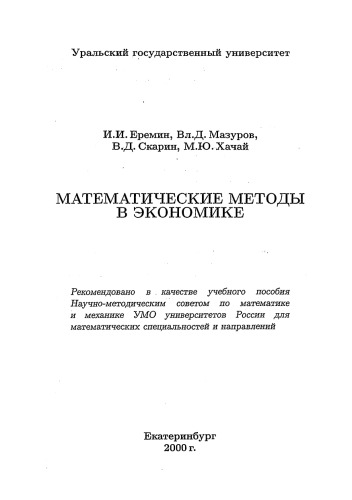 Уральский государственный университет
И.И. Еремин, Вл.Д. Мазуров,
В.Д. Скарин, М.Ю. Хачай
МАТЕМАТИЧЕСКИЕ МЕТОДЫ
В ЭКОНОМИКЕ
Рекомендовано в качестве учебного пособия
Научно-методическим советом по математике
и механике УМО университетов России для
математических специальностей и направлений
Екатеринбург
2000 г.